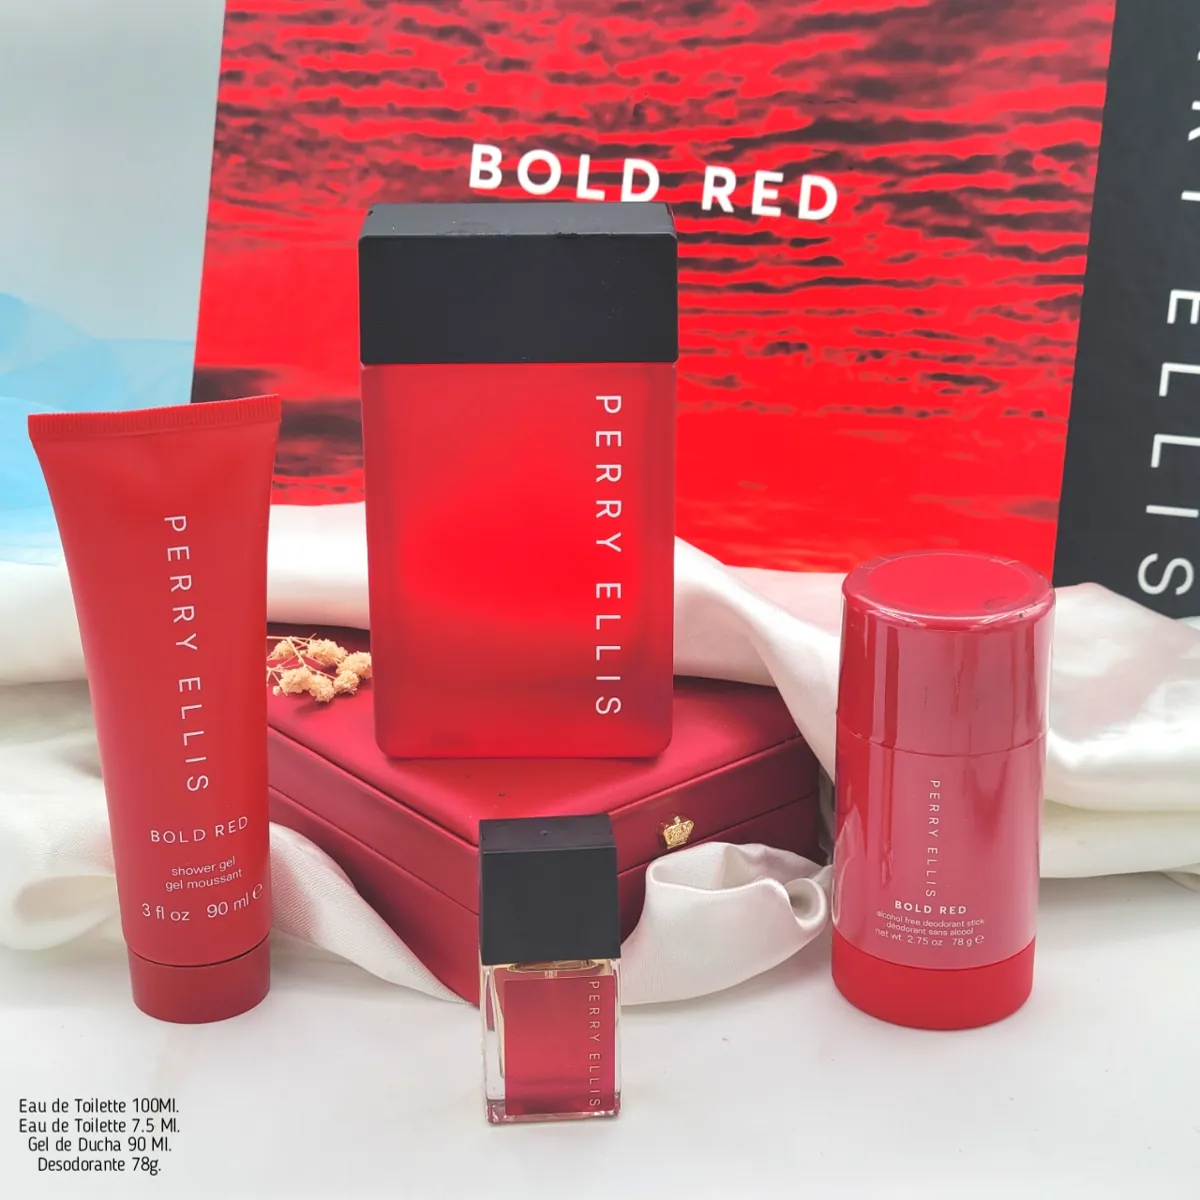 BOLD RED
PERRY ELLIS
PERRY ELLIS
BOLD RED
shower gel
gel moussant
3 fl oz 90 ml e
PERRY ELLIS
PERRY ELLIS
BOLD RED
alcohol free deodorant stick
déodorant sans alcool
net wt. 2.75 oz 78 g e
PERRY ELLIS
ELLIS
Eau de Toilette 100Ml.
Eau de Toilette 7.5 Ml.
Gel de Ducha 90 Ml.
Desodorante 78g.